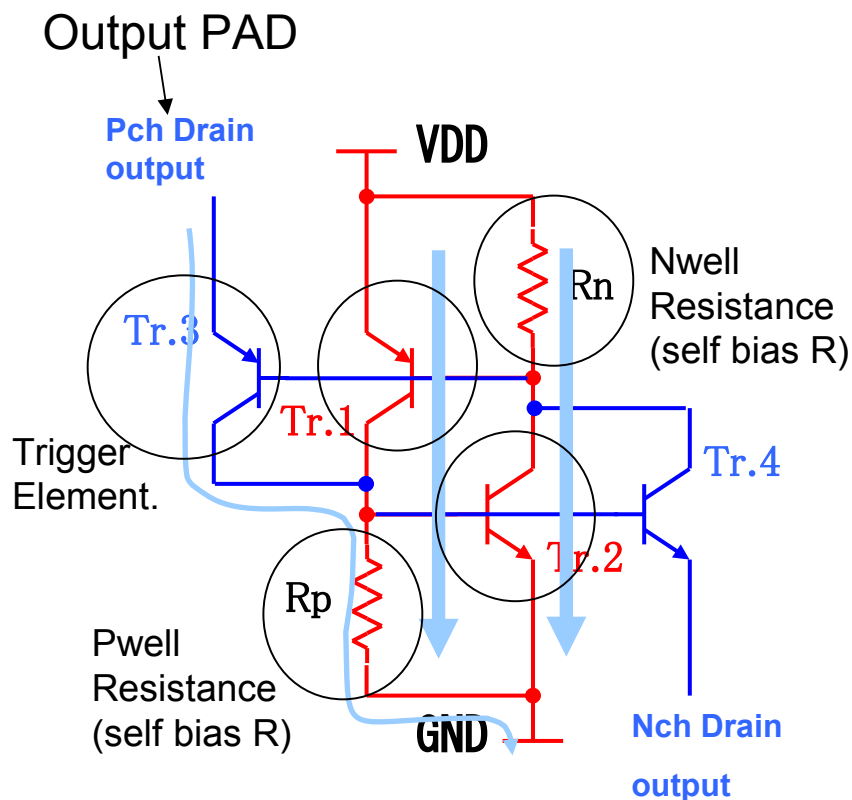 Output PAD
Pch Drain
output
VDD
Nwell
Resistance
(self bias R)
Rn
Tr.3
Tr.1
Trigger
Element.
Tr.4
Tr.2
Rp
Pwell
Resistance
(self bias R)
GND
Nch Drain
output